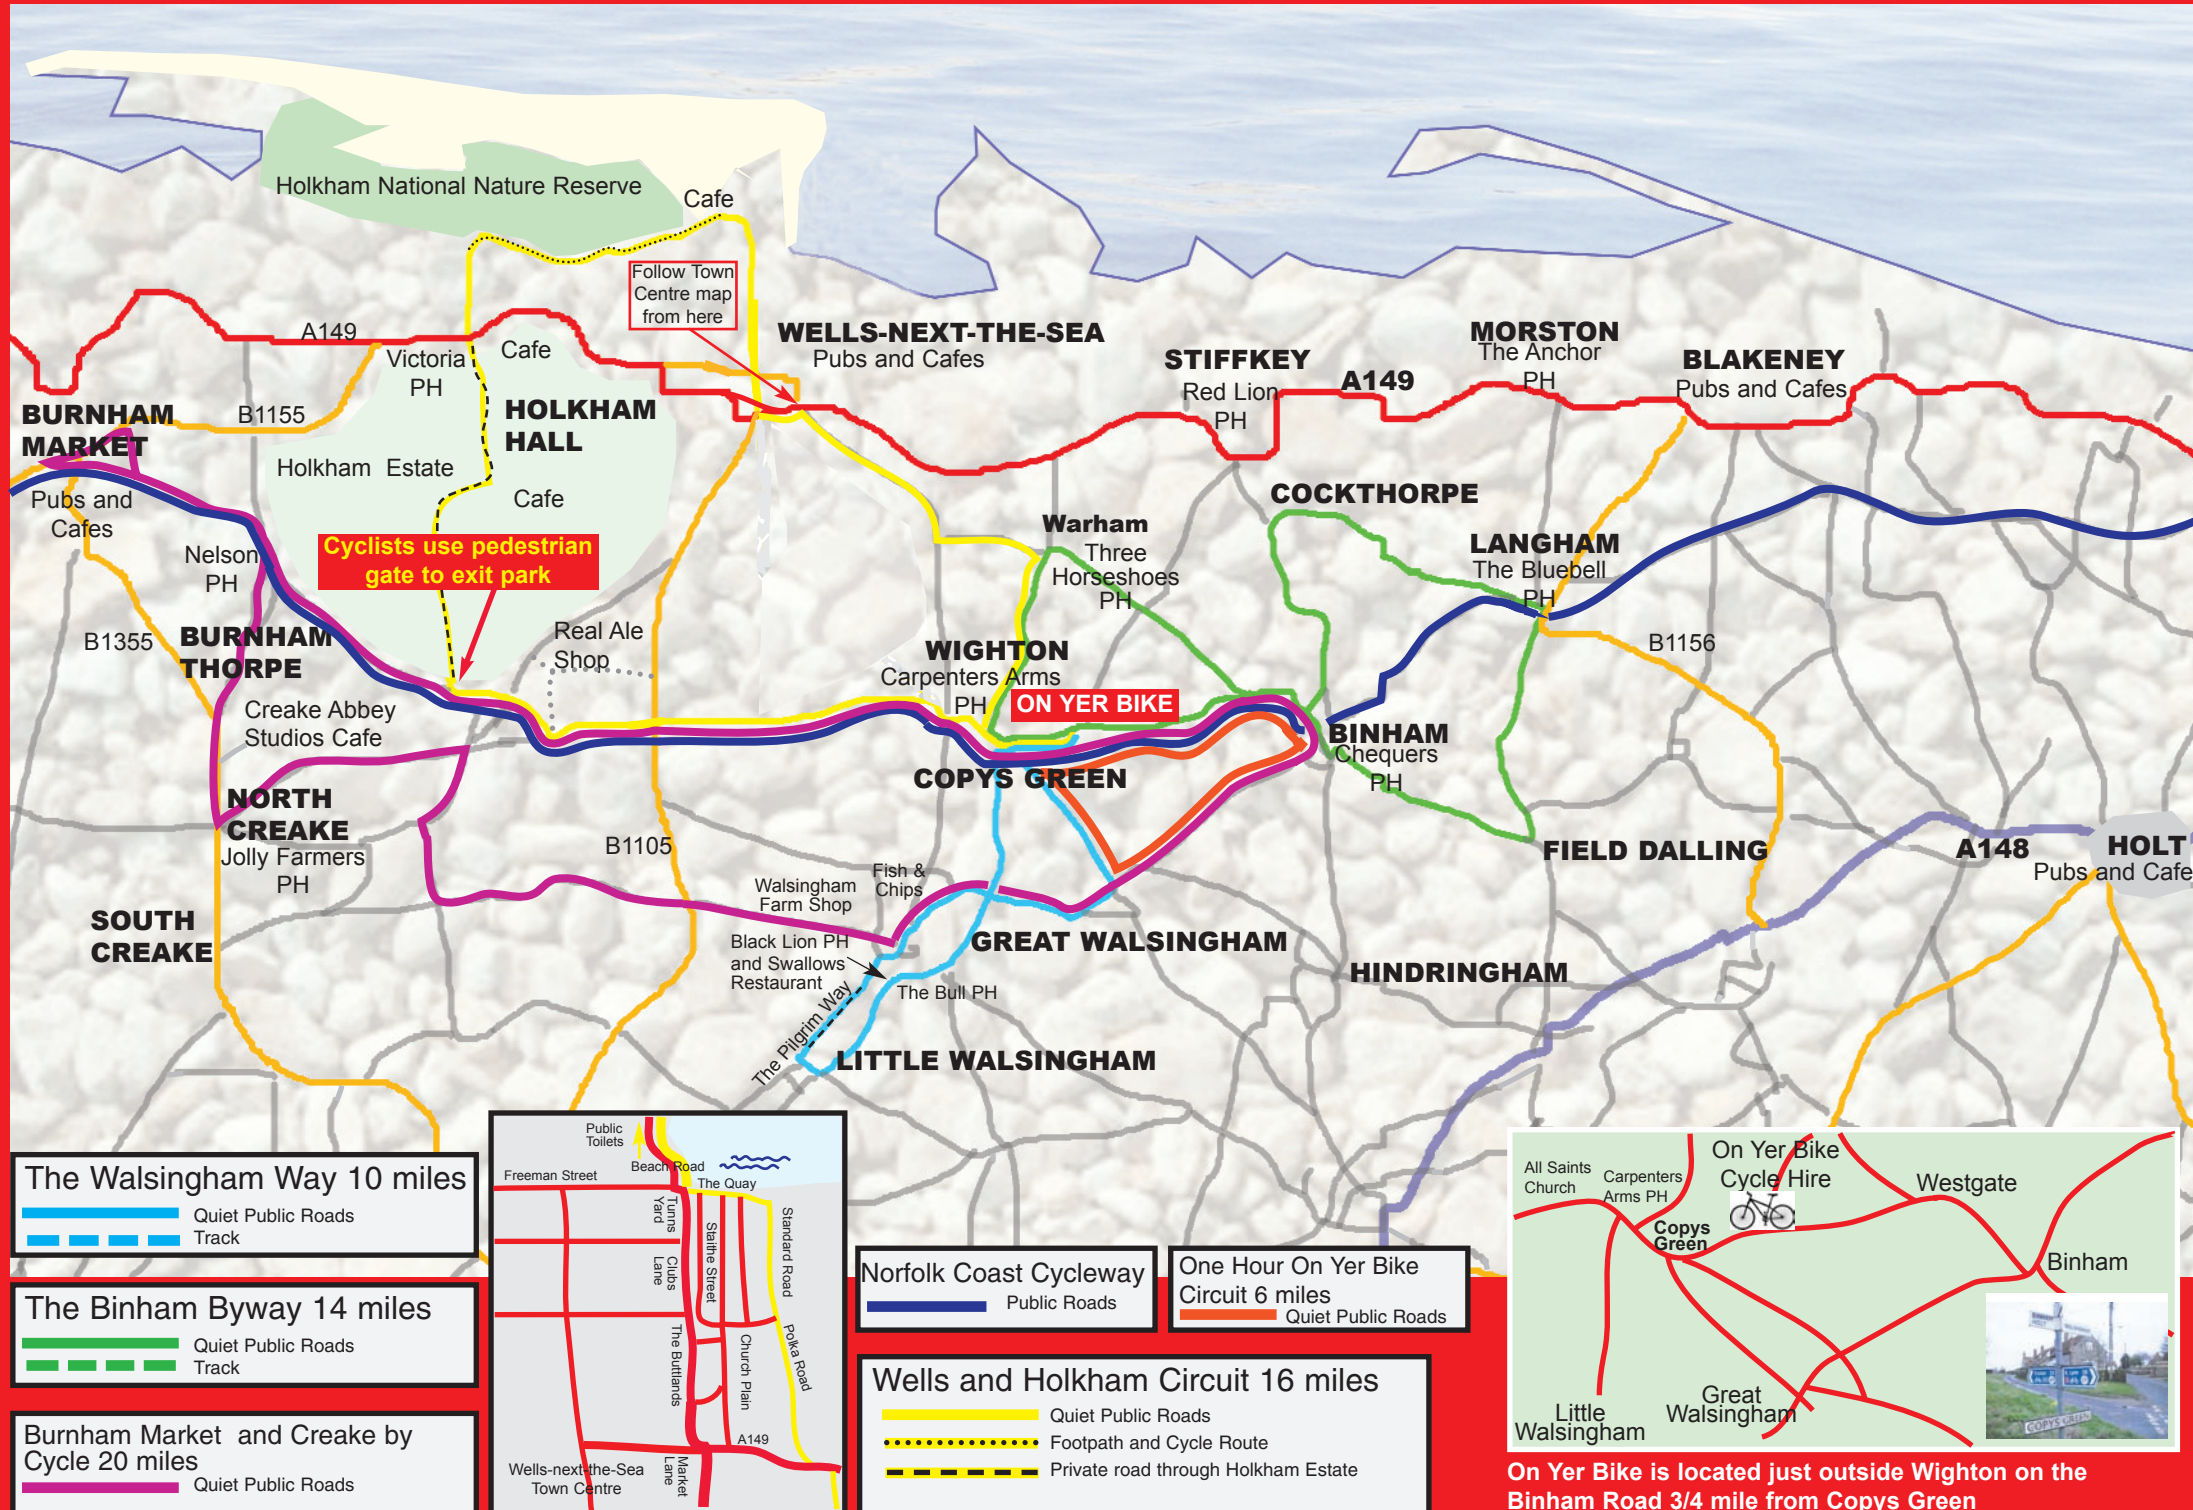 Holkham National Nature Reserve
Cafe
Follow Town
Centre map
from here
A149
Victoria
PH
Cafe
WELLS-NEXT-THE-SEA
Pubs and Cafes
STIFFKEY
Red Lion
PH
A149
MORSTON
The Anchor
PH
BLAKENEY
Pubs and Cafes
BURNHAM
MARKET
B1155
HOLKHAM
HALL
Holkham Estate
Cafe
Pubs and
Cafes
Nelson
PH
Cyclists use pedestrian
gate to exit park
COCKTHORPE
Warham
Three
Horseshoes
PH
LANGHAM
The Bluebell
PH
B1355
BURNHAM
THORPE
Real Ale
Shop
WIGHTON
Carpenters Arms
PH
ON YER BIKE
B1156
Creake Abbey
Studios Cafe
BINHAM
Chequers
PH
COPYS GREEN
NORTH
CREAKE
Jolly Farmers
PH
B1105
FIELD DALLING
A148
HOLT
Pubs and Cafe
Walsingham
Farm Shop
Fish &
Chips
SOUTH
CREAKE
Black Lion PH
and Swallows
Restaurant
GREAT WALSINGHAM
HINDRINGHAM
The Bull PH
The Pilgrim Way
LITTLE WALSINGHAM
The Walsingham Way 10 miles
Quiet Public Roads
Track
The Binham Byway 14 miles
Quiet Public Roads
Track
Burnham Market and Creake by
Cycle 20 miles
Quiet Public Roads
Public
Toilets
Beach Road
Freeman Street
The Quay
Tunns
Yard
Staithe Street
Standard Road
Clubs
Lane
The Buttlands
Church Plain
Polka Road
A149
Market
Lane
Wells-next-the-Sea
Town Centre
Norfolk Coast Cycleway
Public Roads
One Hour On Yer Bike
Circuit 6 miles
Quiet Public Roads
Wells and Holkham Circuit 16 miles
Quiet Public Roads
Footpath and Cycle Route
Private road through Holkham Estate
All Saints
Church
Carpenters
Arms PH
On Yer Bike
Cycle Hire
Westgate
Copys
Green
Binham
Great
Walsingham
Little
Walsingham
COPYS GREEN
On Yer Bike is located just outside Wighton on the
Binham Road 3/4 mile from Copys Green